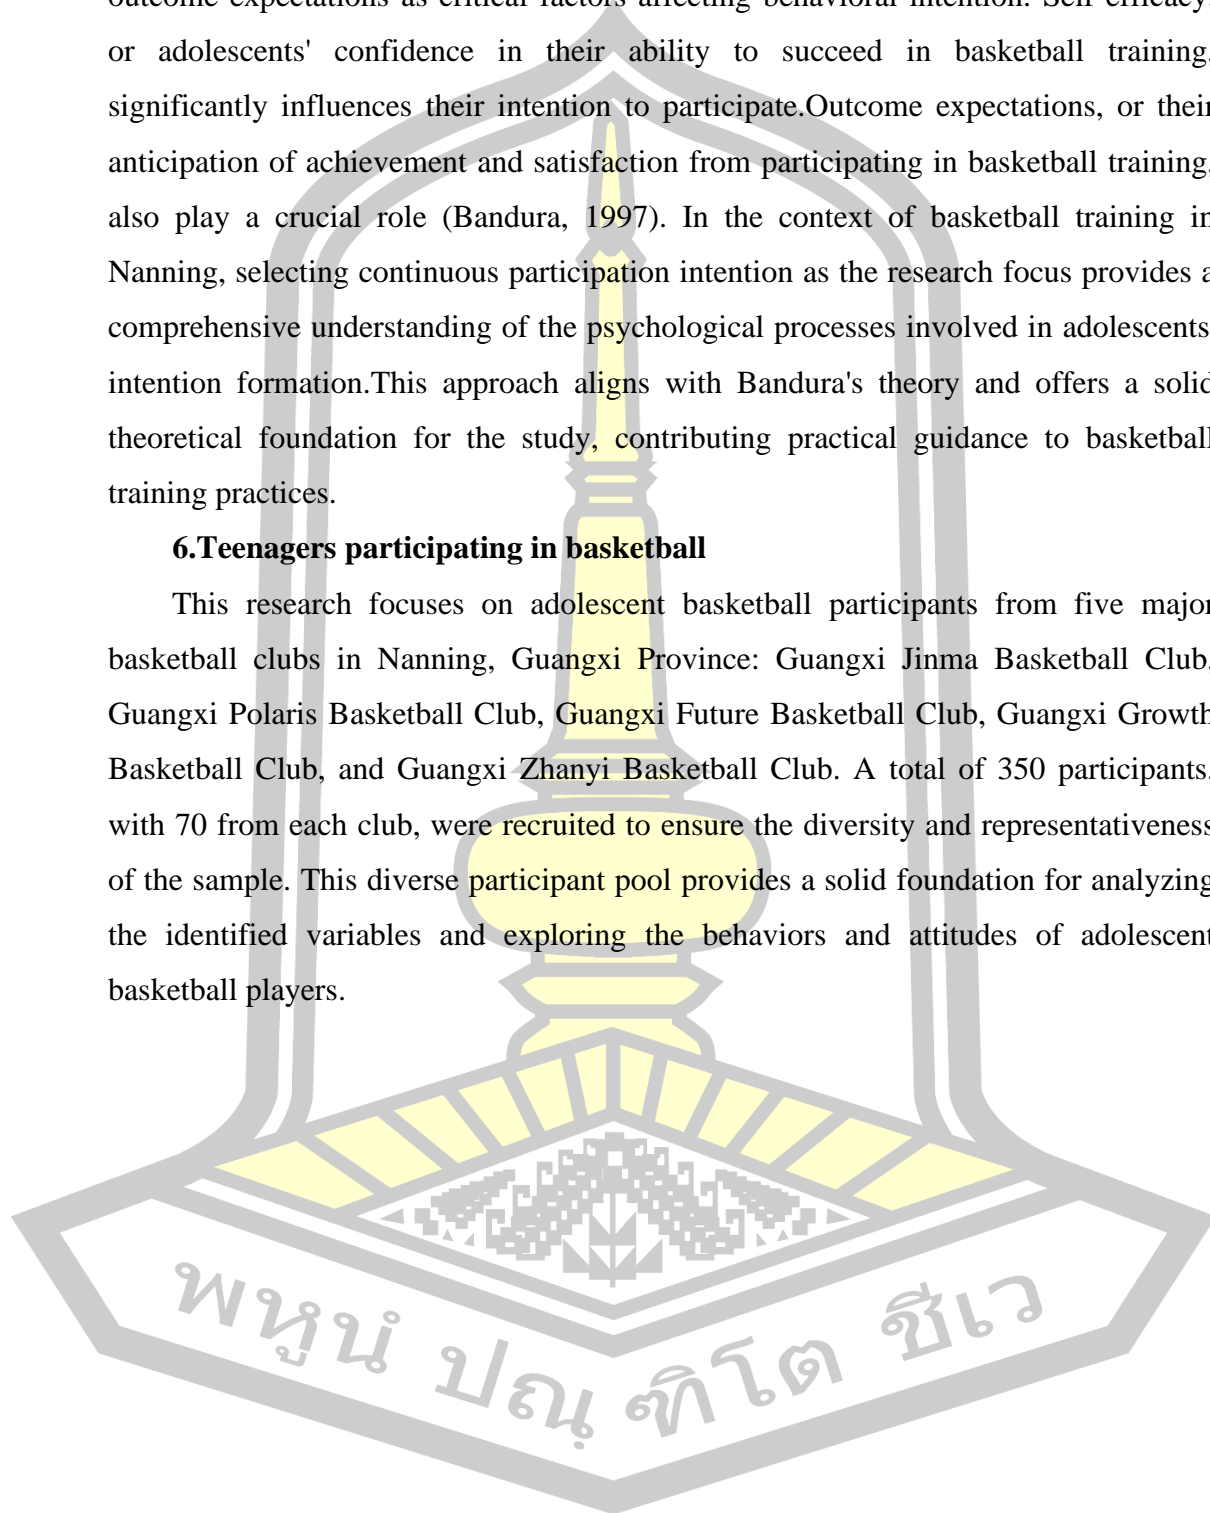 outcome expectations as critical factors affecting behavioral intention. Self-efficacy,
or adolescents' confidence in their ability to succeed in basketball training,
significantly influences their intention to participate.Outcome expectations, or their
anticipation of achievement and satisfaction from participating in basketball training,
also play a crucial role (Bandura, 1997). In the context of basketball training in
Nanning, selecting continuous participation intention as the research focus provides a
comprehensive understanding of the psychological processes involved in adolescents'
intention formation.This approach aligns with Bandura's theory and offers a solid
theoretical foundation for the study, contributing practical guidance to basketball
training practices.
6.Teenagers participating in basketball
This research focuses on adolescent basketball participants from five major
basketball clubs in Nanning, Guangxi Province: Guangxi Jinma Basketball Club,
Guangxi Polaris Basketball Club, Guangxi Future Basketball Club, Guangxi Growth
Basketball Club, and Guangxi Zhanyi Basketball Club. A total of 350 participants,
with 70 from each club, were recruited to ensure the diversity and representativeness
of the sample. This diverse participant pool provides a solid foundation for analyzing
the identified variables and exploring the behaviors and attitudes of adolescent
basketball players.
พหูนํ ปณฺฑิโต ชีเว